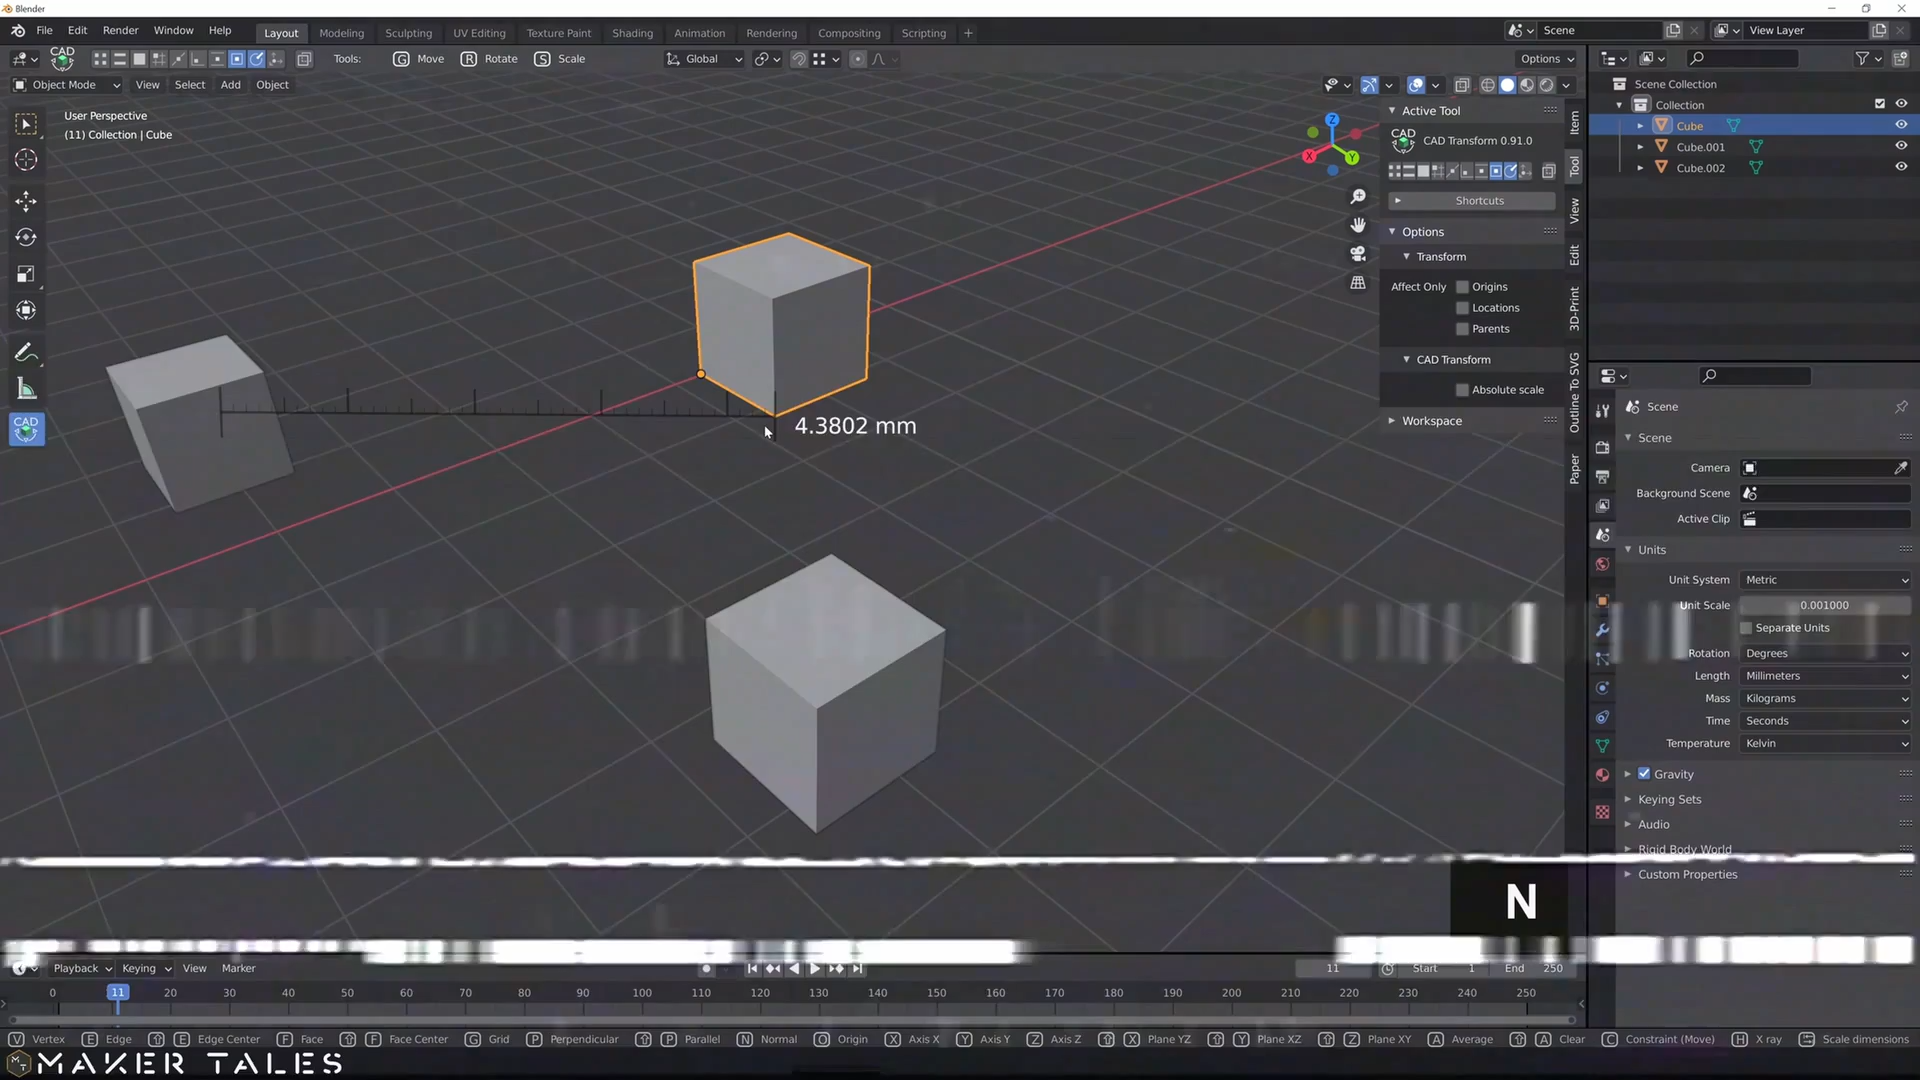 Blender
File Edit Render Window Help Layout Modeling Sculpting UV Editing Texture Paint Shading Animation Rendering Compositing Scripting + Scene View Layer
CAD Tools: G Move R Rotate S Scale Global Options
Object Mode View Select Add Object
User Perspective
(11) Collection | Cube
Z
X
Y
CAD
4.3802 mm
Active Tool
CAD CAD Transform 0.91.0
Shortcuts
Options
Transform
Affect Only Origins
Locations
Parents
CAD Transform
Absolute scale
Workspace
Item
Tool
View
Edit
3D-Print
Outline To SVG
Paper
Scene Collection
Collection
Cube
Cube.001
Cube.002
Scene
Scene
Camera
Background Scene
Active Clip
Units
Unit System Metric
Unit Scale 0.001000
Separate Units
Rotation Degrees
Length Millimeters
Mass Kilograms
Time Seconds
Temperature Kelvin
Gravity
Keying Sets
Audio
Rigid Body World
Custom Properties
N
Playback Keying View Marker 11 Start 1 End 250
0 11 20 30 40 50 60 70 80 90 100 110 120 130 140 150 160 170 180 190 200 210 220 230 240 250
V Vertex E Edge E Edge Center F Face F Face Center G Grid P Perpendicular P Parallel N Normal O Origin X Axis X Y Axis Y Z Axis Z X Plane YZ Y Plane XZ Z Plane XY A Average A Clear C Constraint (Move) H X ray Scale dimensions
MAKER TALES